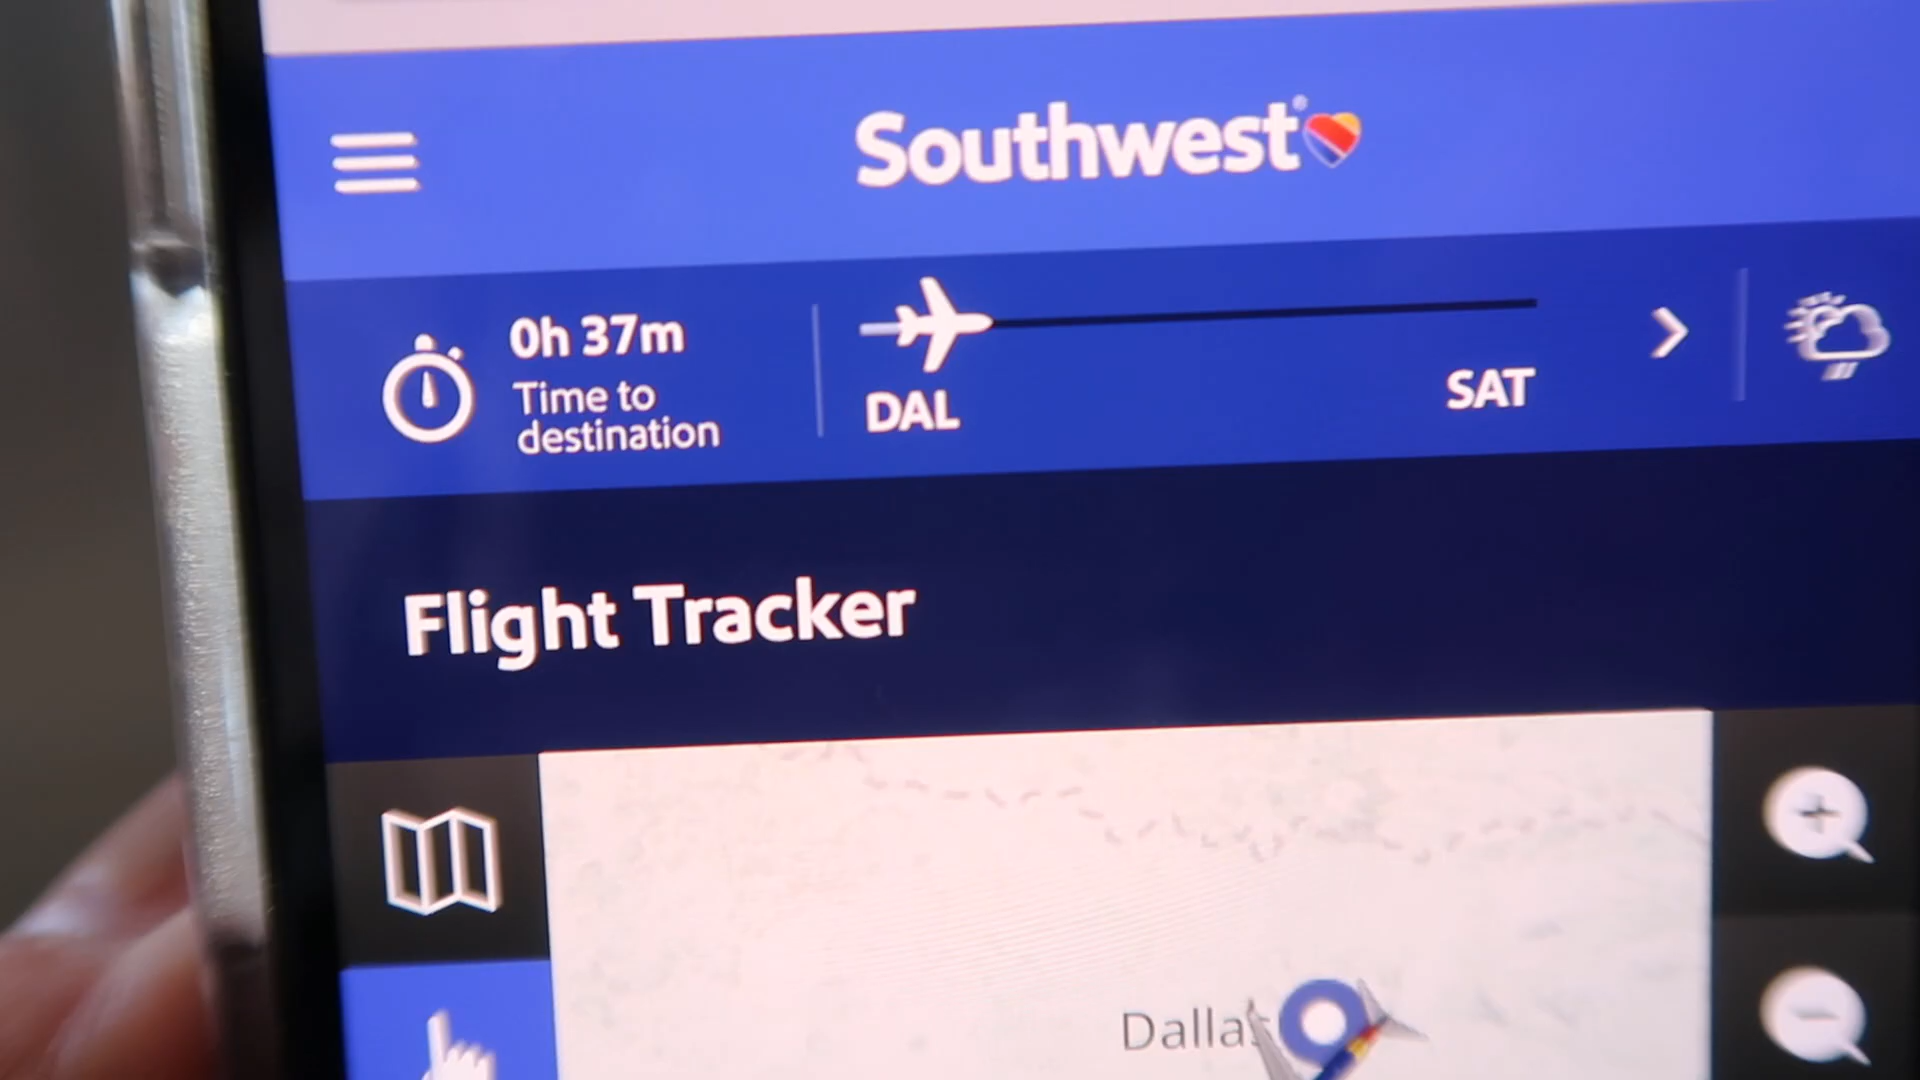 Southwest®
0h 37m
Time to
destination
DAL
SAT
Flight Tracker
Dallas